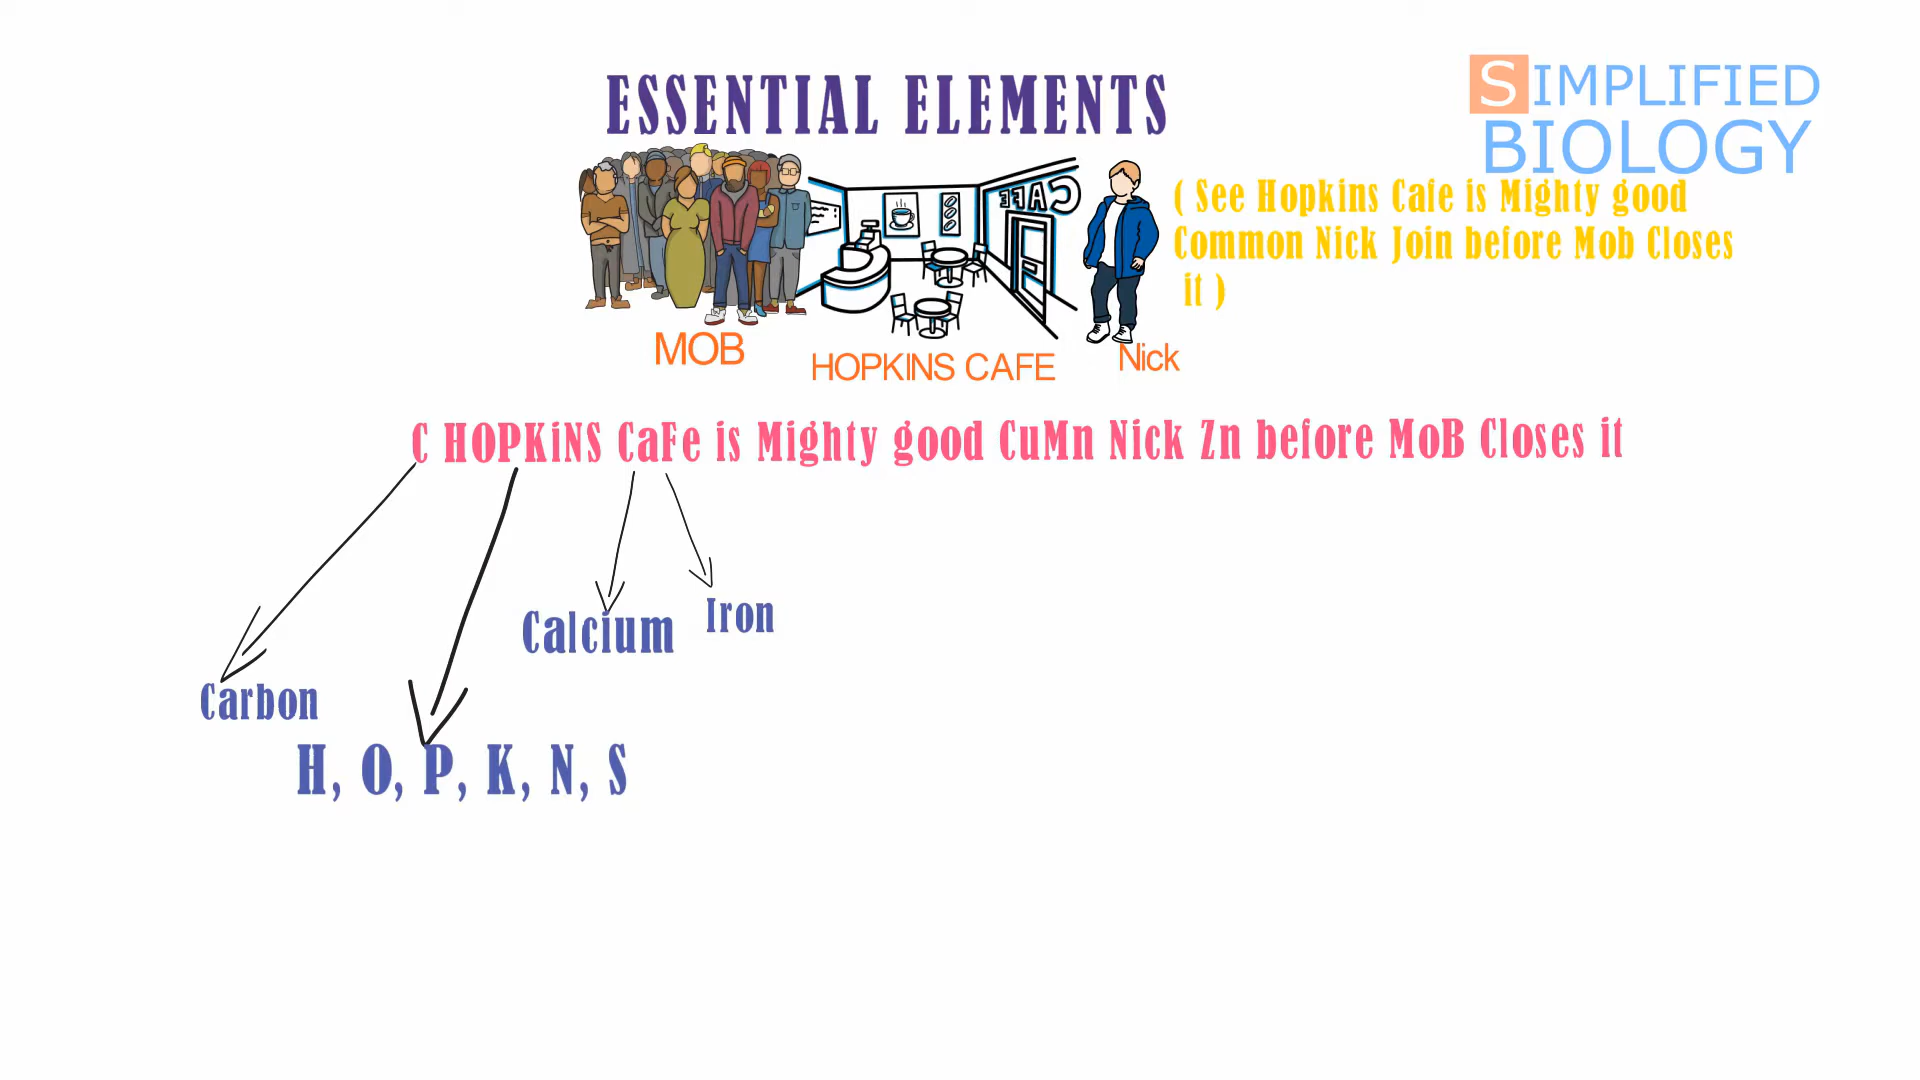 ESSENTIAL ELEMENTS
SIMPLIFIED
BIOLOGY
CAFE
( See Hopkins Cafe is Mighty good
Common Nick Join before Mob Closes
it )
MOB
HOPKINS CAFE
Nick
C HOPKiNS CaFe is Mighty good CuMn Nick Zn before MoB Closes it
Calcium
Iron
Carbon
H, O, P, K, N, S